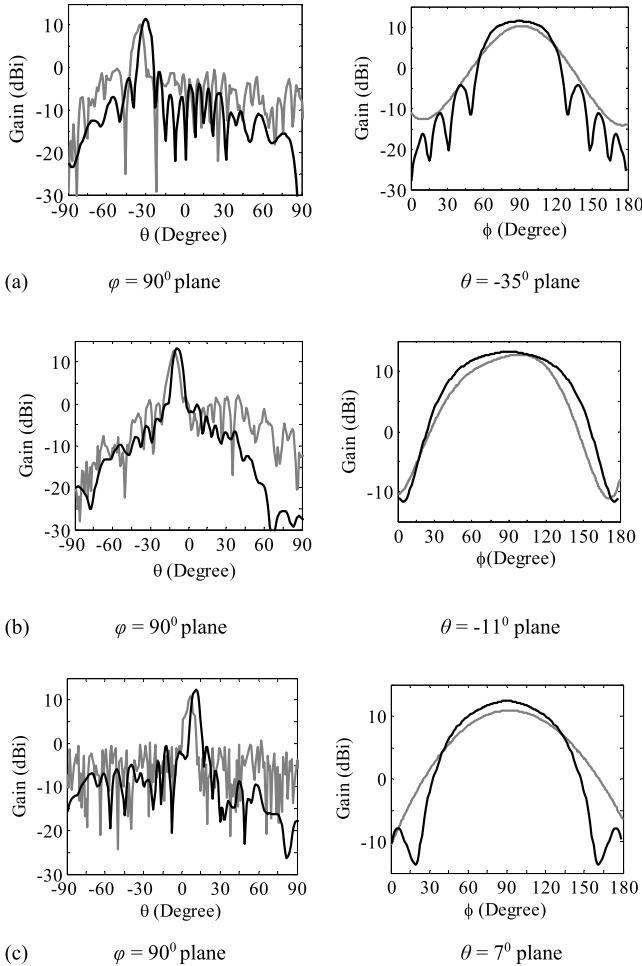 10
0
-10
-20
-30
Gain (dBi)
-90 -60 -30 0 30 60 90
θ (Degree)
10
0
-10
-20
-30
Gain (dBi)
0 30 60 90 120 150 180
ϕ (Degree)
(a) φ = 90⁰ plane θ = -35⁰ plane
10
0
-10
-20
-30
Gain (dBi)
-90 -60 -30 0 30 60 90
θ (Degree)
10
0
-10
Gain (dBi)
0 30 60 90 120 150 180
ϕ(Degree)
(b) φ = 90⁰ plane θ = -11⁰ plane
10
0
-10
-20
-30
Gain (dBi)
-90 -60 -30 0 30 60 90
θ (Degree)
10
0
-10
Gain (dBi)
0 30 60 90 120 150 180
ϕ (Degree)
(c) φ = 90⁰ plane θ = 7⁰ plane